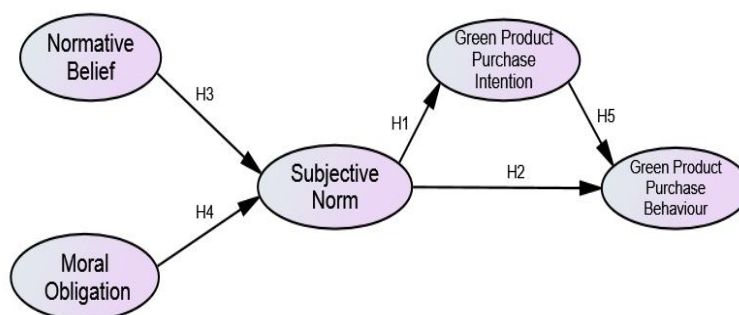 Normative
Belief
Green Product
Purchase
Intention
H3
H1
H5
Subjective
Norm
H2
Green Product
Purchase
Behaviour
H4
Moral
Obligation